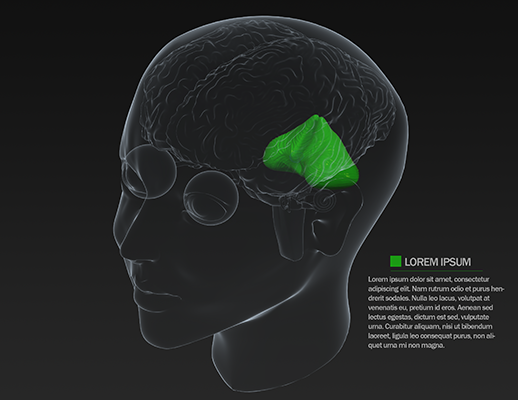 LOREM IPSUM
Lorem ipsum dolor sit amet, consectetur
adipiscing elit. Nam rutrum odio et purus hen-
drerit sodales. Nulla leo lacus, volutpat at
venenatis eu, pretium id eros. Aenean sed
lectus egestas, dictum justo, vulputate
urna. Curabitur aliquam, nisi ut bibendum
laoreet, ligula leo consequat purus, non ali-
quet urna mi non magna.